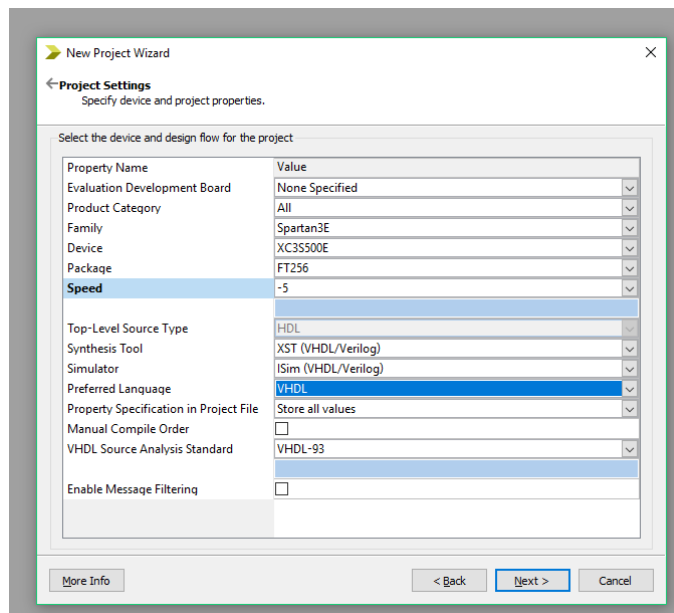 New Project Wizard
Project Settings
Specify device and project properties.
Select the device and design flow for the project
Property Name Value
Evaluation Development Board None Specified
Product Category All
Family Spartan3E
Device XC3S500E
Package FT256
Speed -5
Top-Level Source Type HDL
Synthesis Tool XST (VHDL/Verilog)
Simulator ISim (VHDL/Verilog)
Preferred Language VHDL
Property Specification in Project File Store all values
Manual Compile Order
VHDL Source Analysis Standard VHDL-93
Enable Message Filtering
More Info < Back Next > Cancel